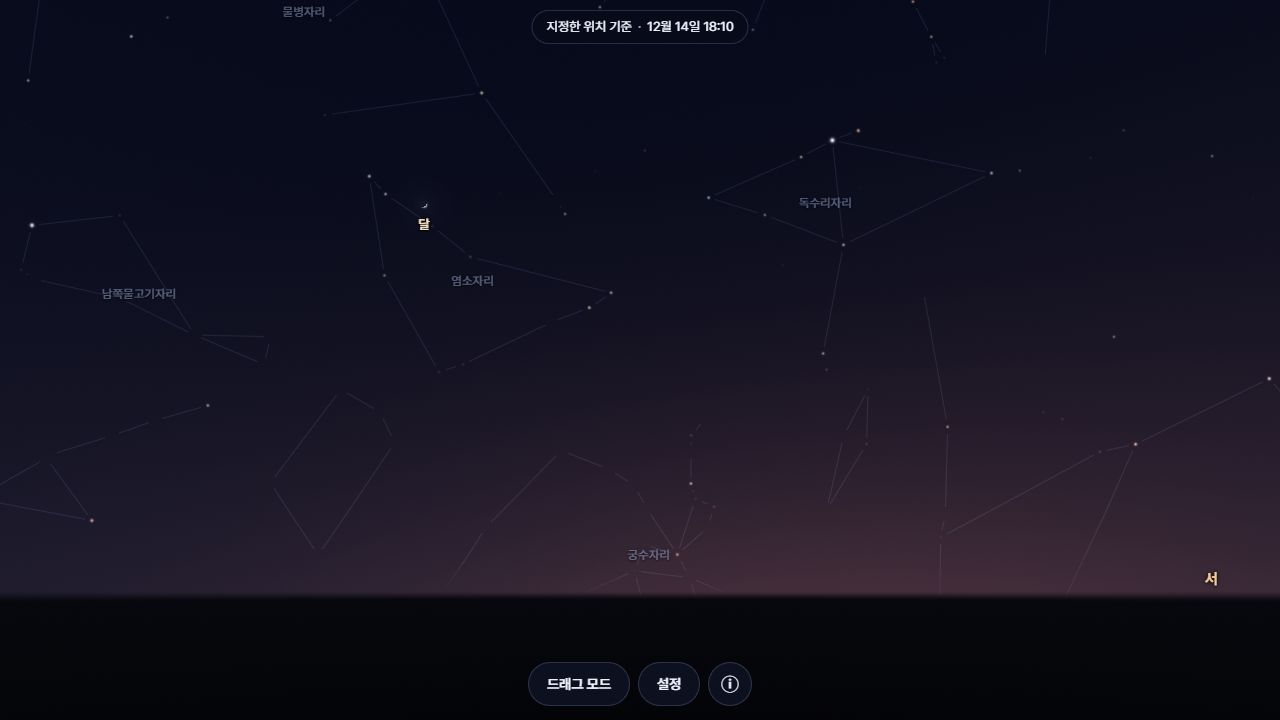 물병자리
지정한 위치 기준 · 12월 14일 18:10
독수리자리
달
염소자리
남쪽물고기자리
궁수자리
서
드래그 모드
설정